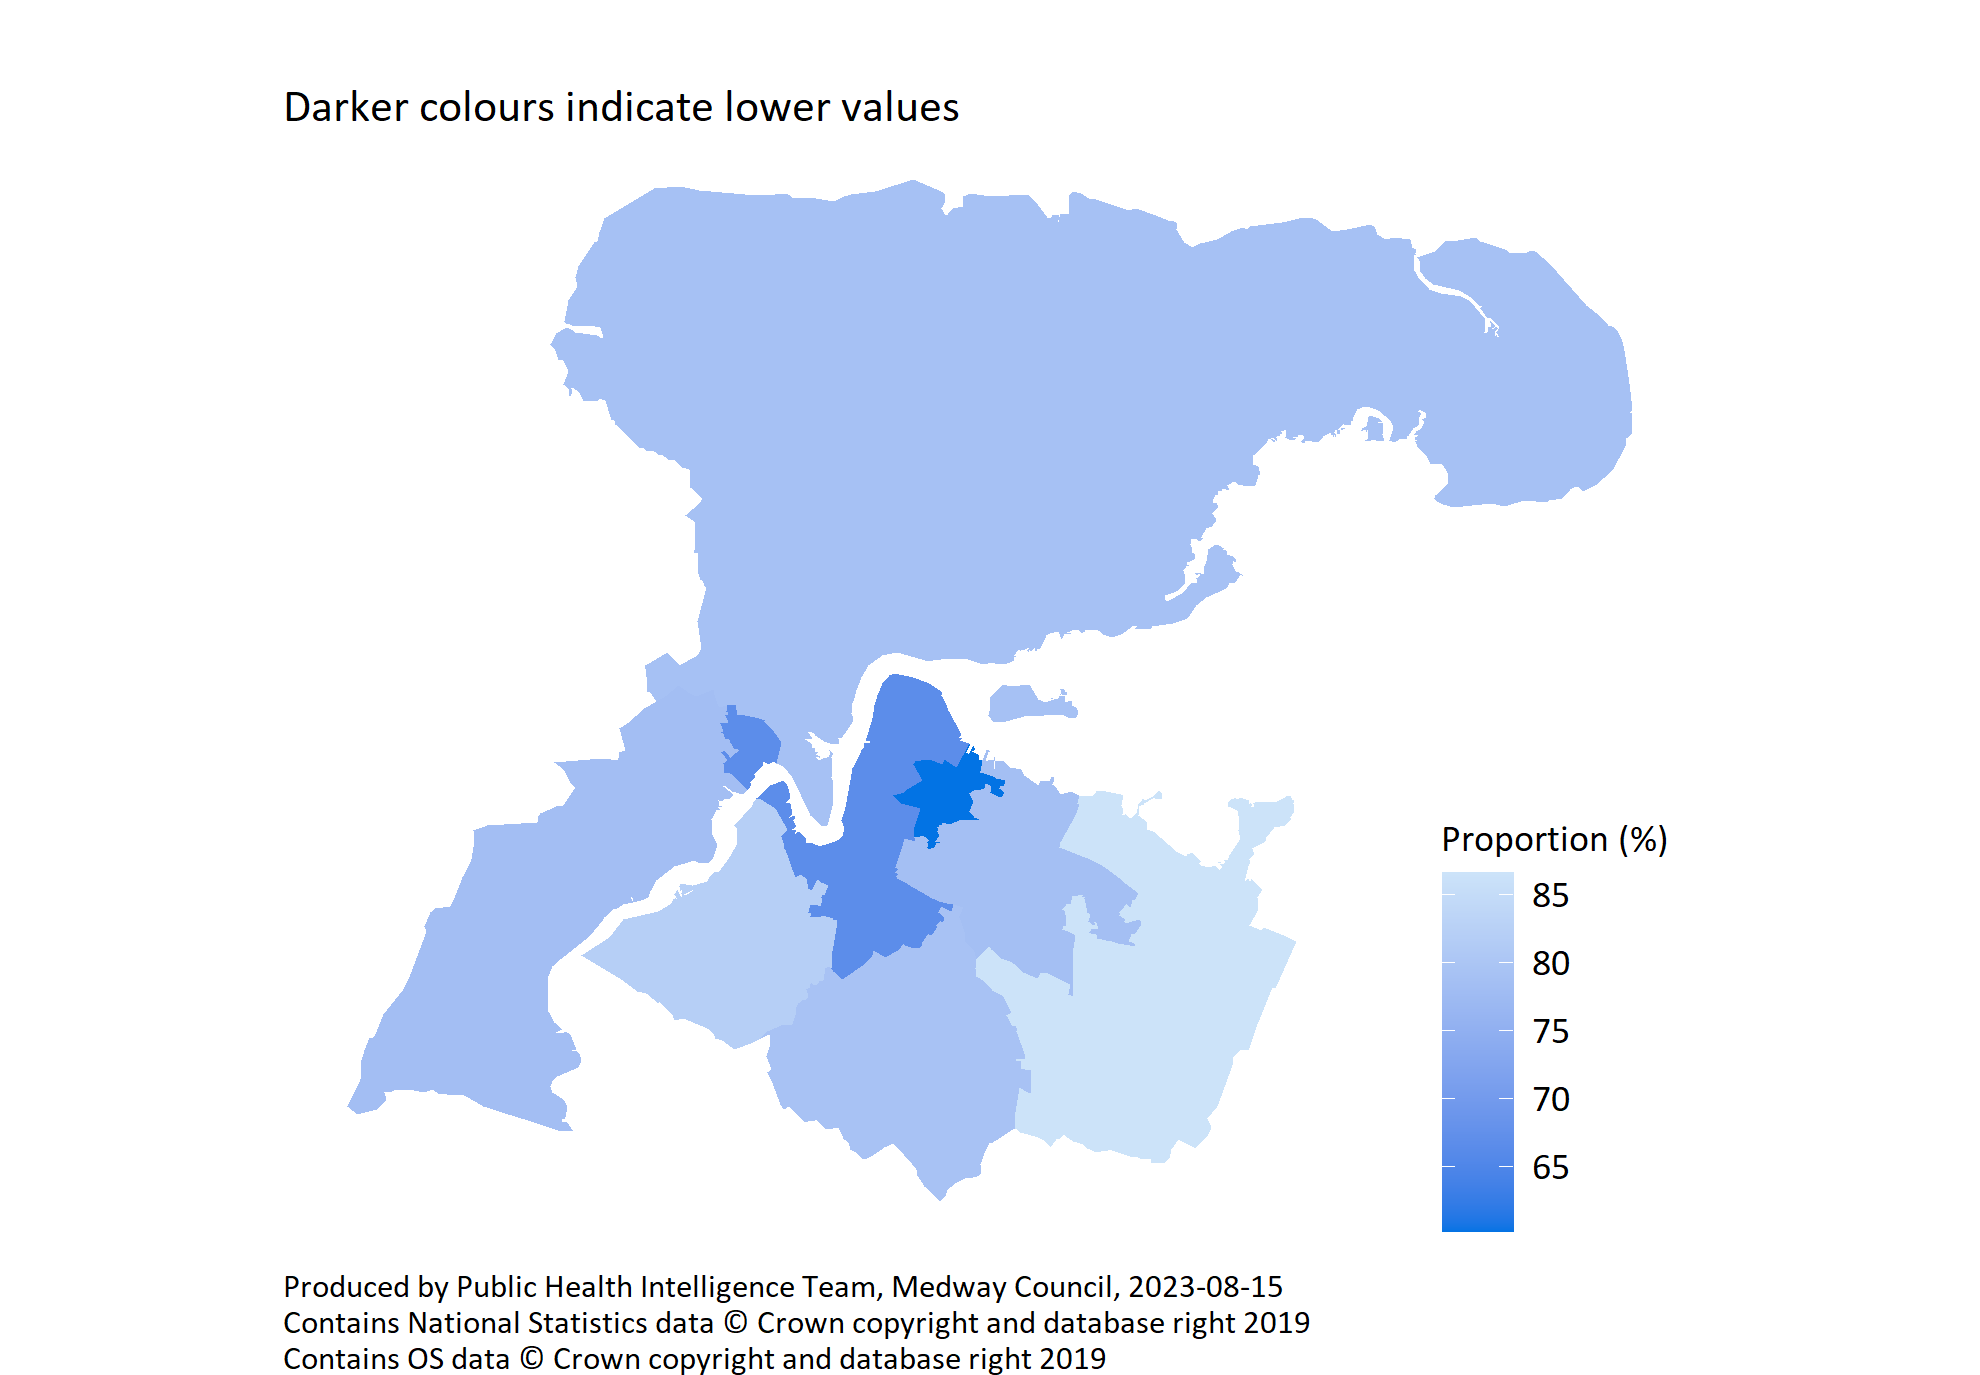 Darker colours indicate lower values
Proportion (%)
85
80
75
70
65
Produced by Public Health Intelligence Team, Medway Council, 2023-08-15
Contains National Statistics data © Crown copyright and database right 2019
Contains OS data © Crown copyright and database right 2019